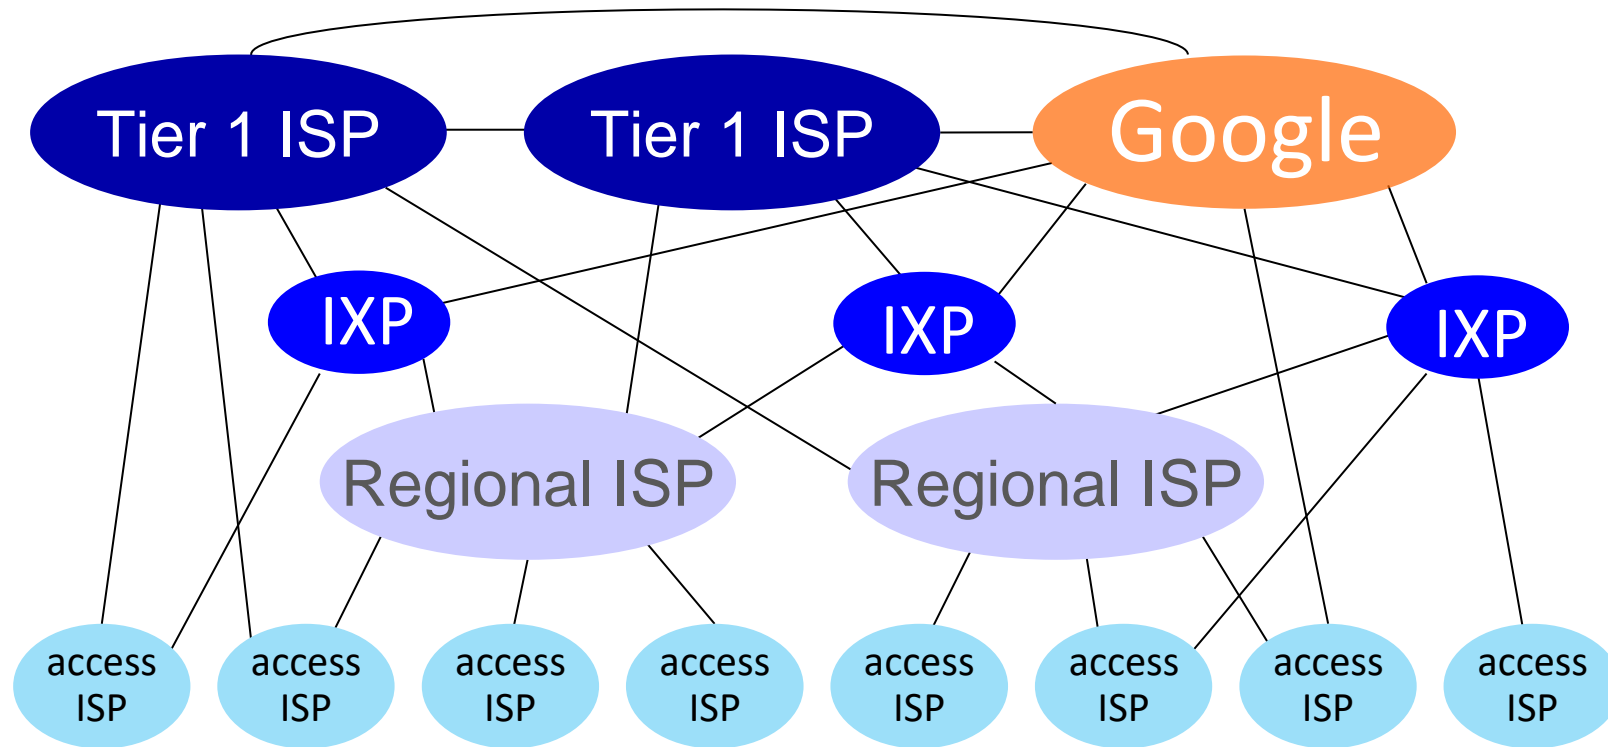 Tier 1 ISP
Tier 1 ISP
Google
IXP
IXP
IXP
Regional ISP
Regional ISP
access
ISP
access
ISP
access
ISP
access
ISP
access
ISP
access
ISP
access
ISP
access
ISP